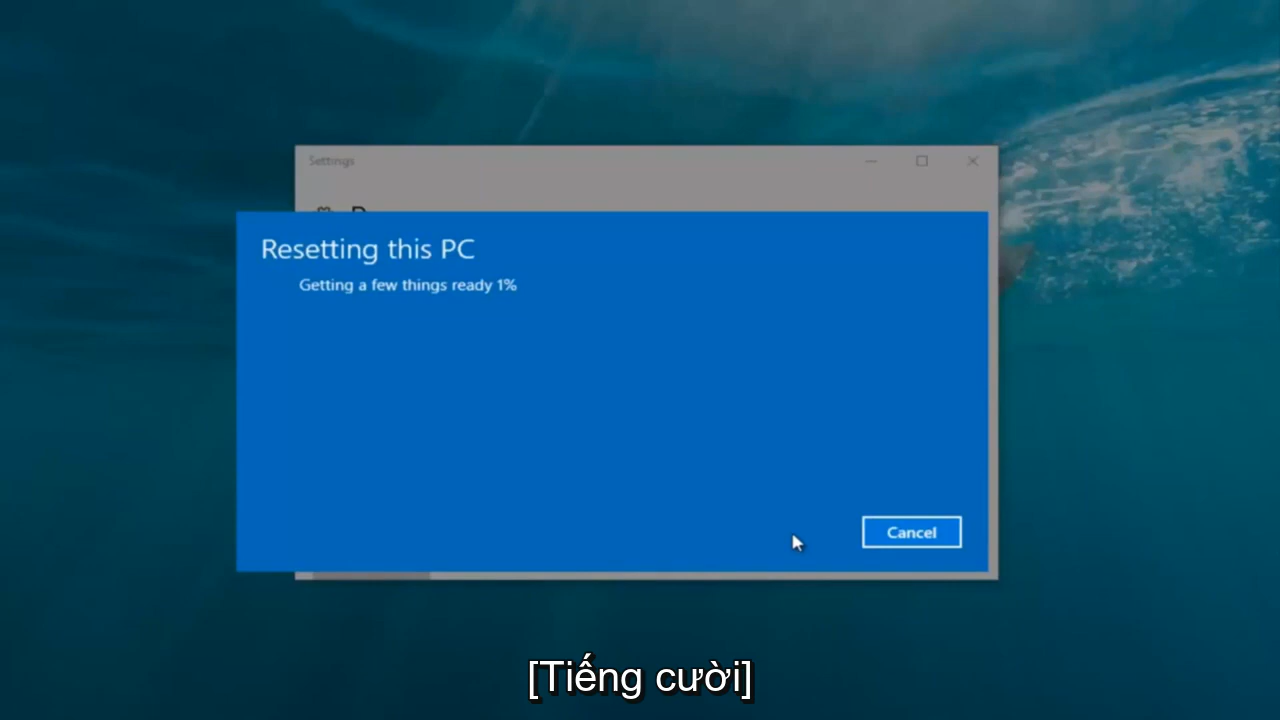 Settings
Resetting this PC
Getting a few things ready 1%
Cancel
[Tiếng cười]